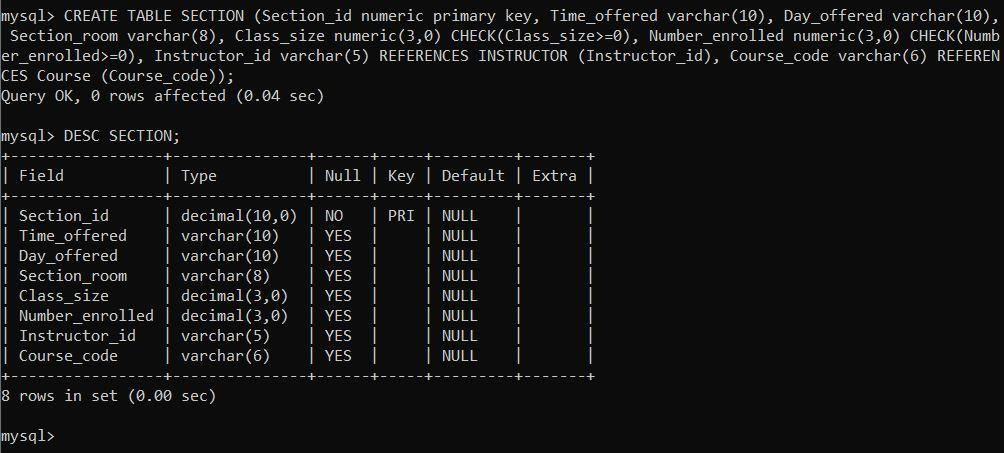 mysql> CREATE TABLE SECTION (Section_id numeric primary key, Time_offered varchar(10), Day_offered varchar(10),
 Section_room varchar(8), Class_size numeric(3,0) CHECK(Class_size>=0), Number_enrolled numeric(3,0) CHECK(Numb
er_enrolled>=0), Instructor_id varchar(5) REFERENCES INSTRUCTOR (Instructor_id), Course_code varchar(6) REFEREN
CES Course (Course_code));
Query OK, 0 rows affected (0.04 sec)

mysql> DESC SECTION;
+-----------------+---------------+------+-----+---------+-------+
| Field           | Type          | Null | Key | Default | Extra |
+-----------------+---------------+------+-----+---------+-------+
| Section_id      | decimal(10,0) | NO   | PRI | NULL    |       |
| Time_offered    | varchar(10)   | YES  |     | NULL    |       |
| Day_offered     | varchar(10)   | YES  |     | NULL    |       |
| Section_room    | varchar(8)    | YES  |     | NULL    |       |
| Class_size      | decimal(3,0)  | YES  |     | NULL    |       |
| Number_enrolled | decimal(3,0)  | YES  |     | NULL    |       |
| Instructor_id   | varchar(5)    | YES  |     | NULL    |       |
| Course_code     | varchar(6)    | YES  |     | NULL    |       |
+-----------------+---------------+------+-----+---------+-------+
8 rows in set (0.00 sec)

mysql>